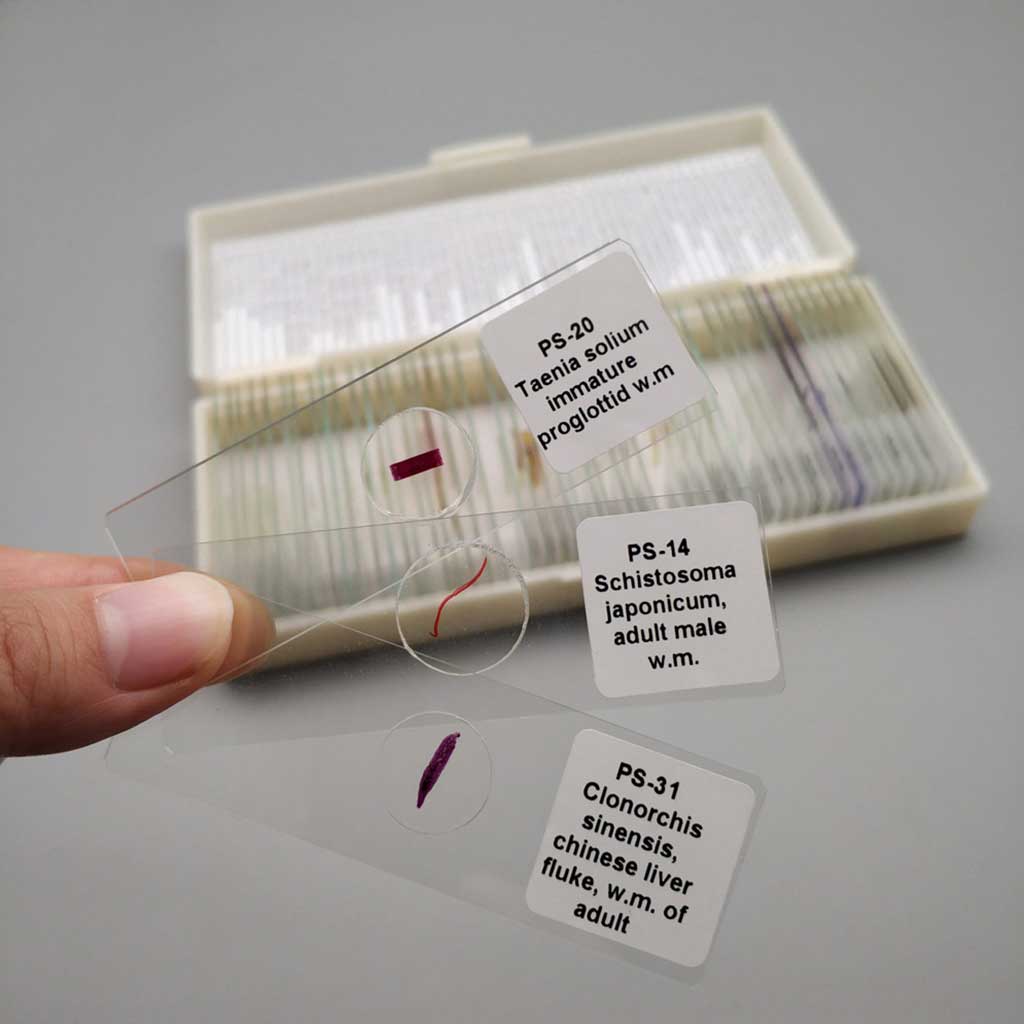 PS-20
Taenia solium
immature
proglottid w.m
PS-14
Schistosoma
japonicum,
adult male
w.m.
PS-31
Clonorchis
sinensis,
chinese liver
fluke, w.m. of
adult